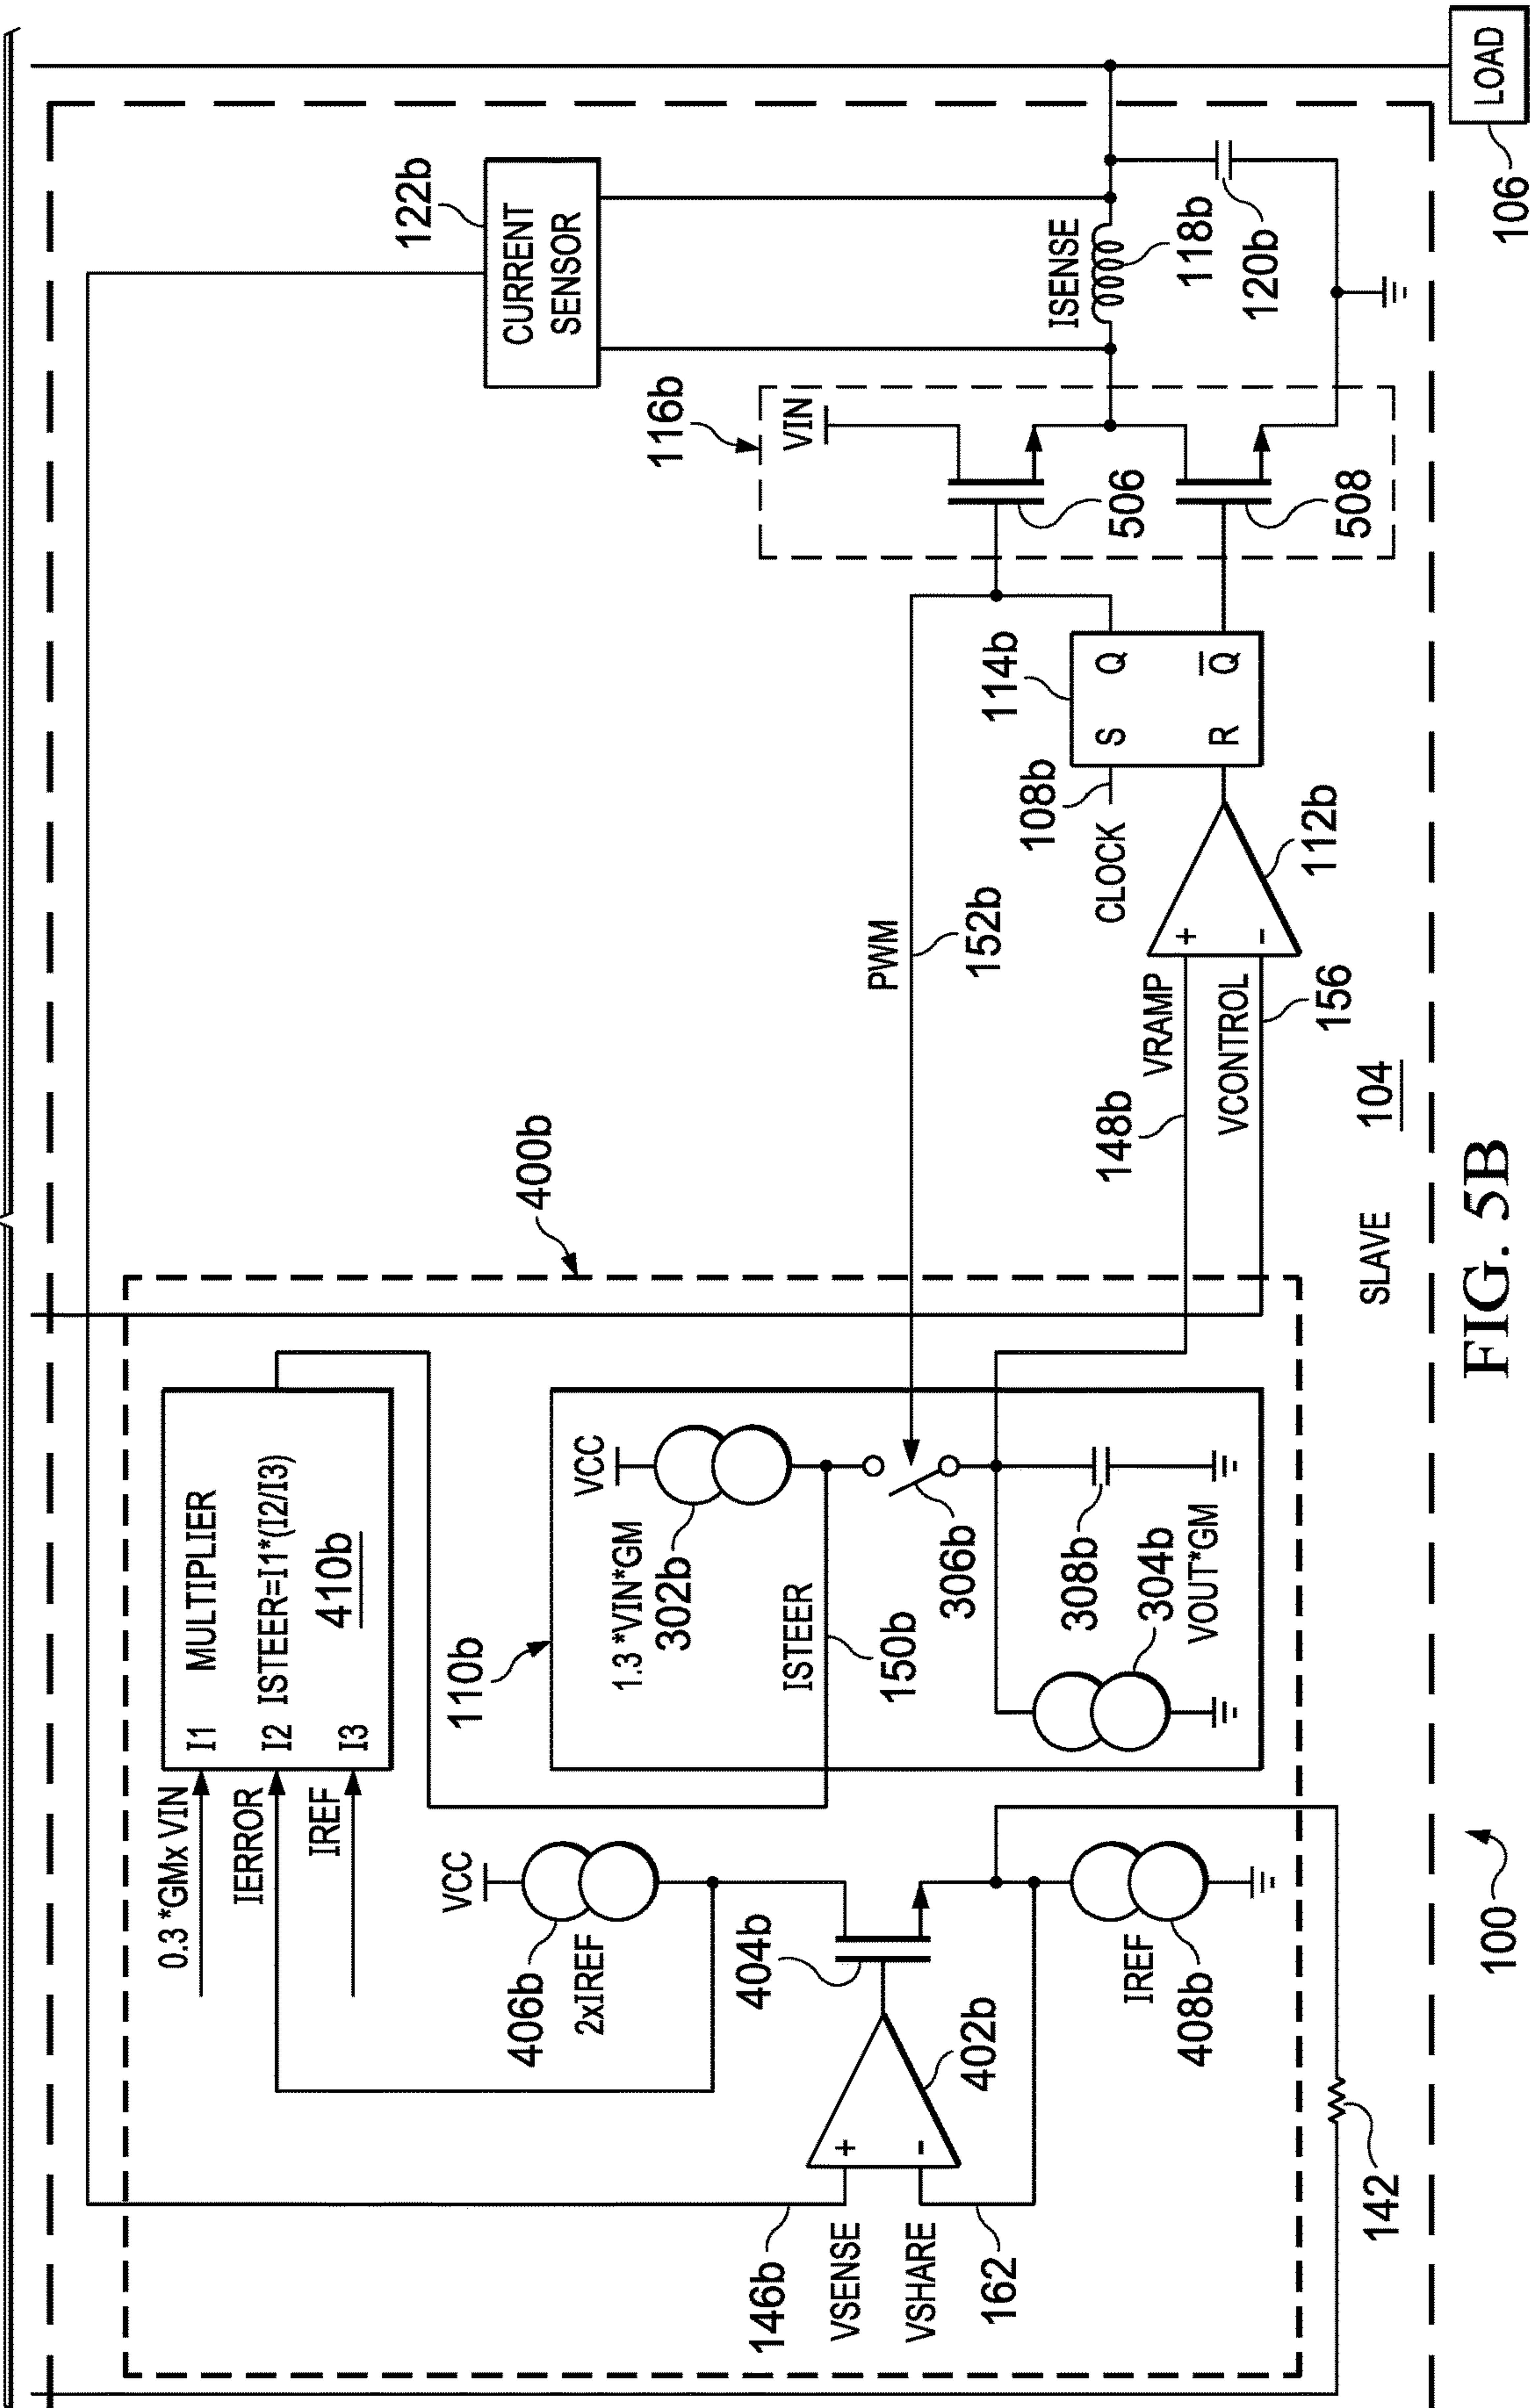 122b
CURRENT
SENSOR
116b
VIN
ISENSE
118b
120b
506
508
LOAD
106
114b
S Q
R Q̅
108b
CLOCK
PWM
152b
112b
+
-
VRAMP
148b
VCONTROL
156
400b
104
SLAVE
MULTIPLIER
I1
I2 ISTEER=I1*(I2/I3)
I3
410b
0.3 *GMx VIN
IERROR
IREF
110b
VCC
1.3 *VIN*GM
302b
ISTEER
150b
306b
308b
304b
VOUT*GM
VCC
406b
2xIREF
404b
402b
+
-
IREF
408b
146b
VSENSE
VSHARE
162
142
100
FIG. 5B